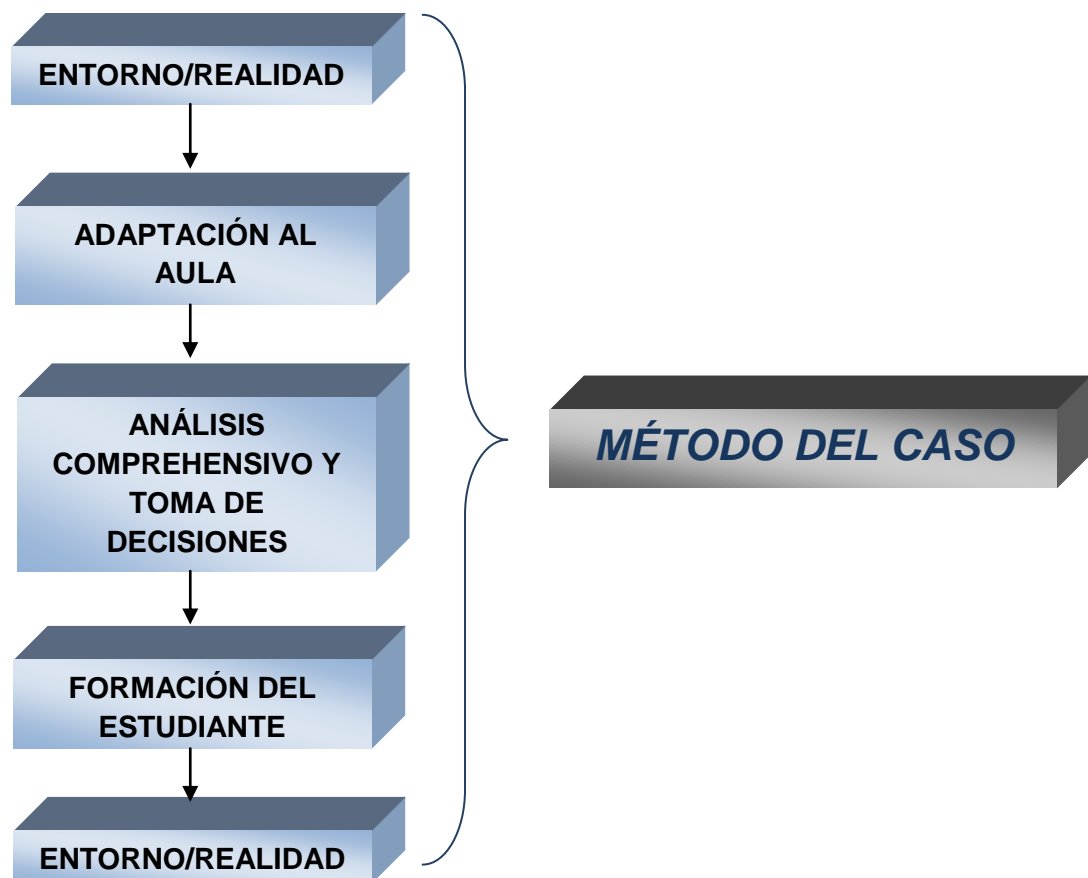 ENTORNO/REALIDAD
ADAPTACIÓN AL
AULA
ANÁLISIS
COMPREHENSIVO Y
TOMA DE
DECISIONES
FORMACIÓN DEL
ESTUDIANTE
ENTORNO/REALIDAD
MÉTODO DEL CASO